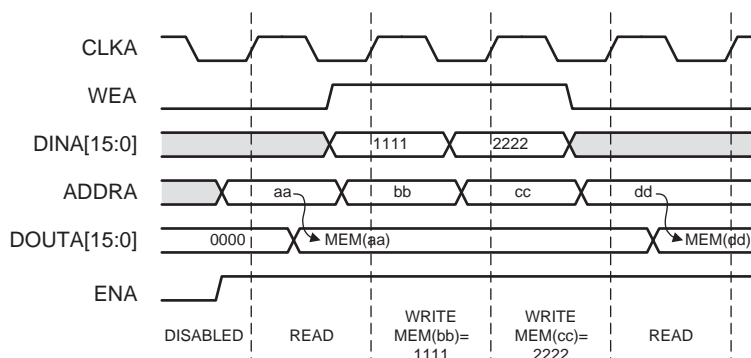 CLKA
WEA
DINA[15:0] 1111 2222
ADDRA aa bb cc dd
DOUTA[15:0] 0000 MEM(aa) MEM(dd)
ENA
DISABLED READ WRITE MEM(bb)= 1111 WRITE MEM(cc)= 2222 READ